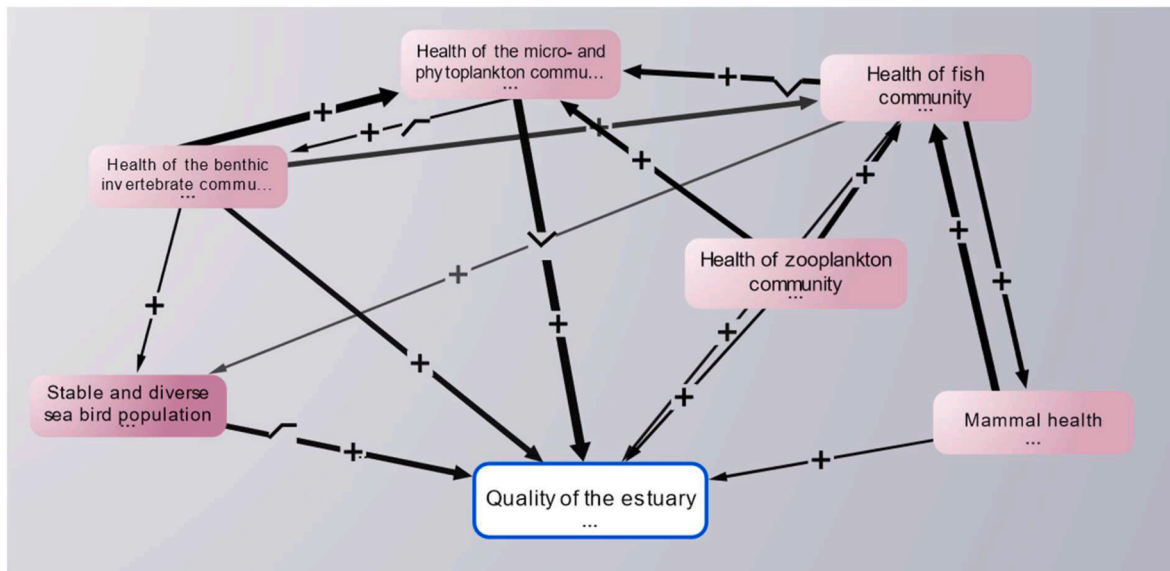 Health of the micro- and
phytoplankton commu...
...
Health of fish
community
...
Health of the benthic
invertebrate commu...
...
Health of zooplankton
community
...
Stable and diverse
sea bird population
...
Mammal health
...
Quality of the estuary
...